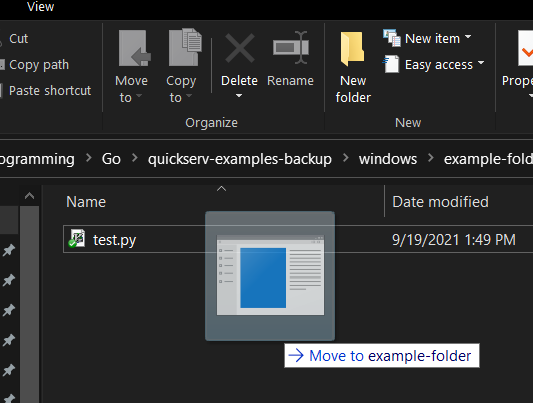 View
Cut
Copy path
Paste shortcut
Move to
Copy to
Delete
Rename
Organize
New folder
New item
Easy access
New
Prope
ogramming > Go > quickserv-examples-backup > windows > example-fold
Name
Date modified
test.py
9/19/2021 1:49 PM
Move to example-folder